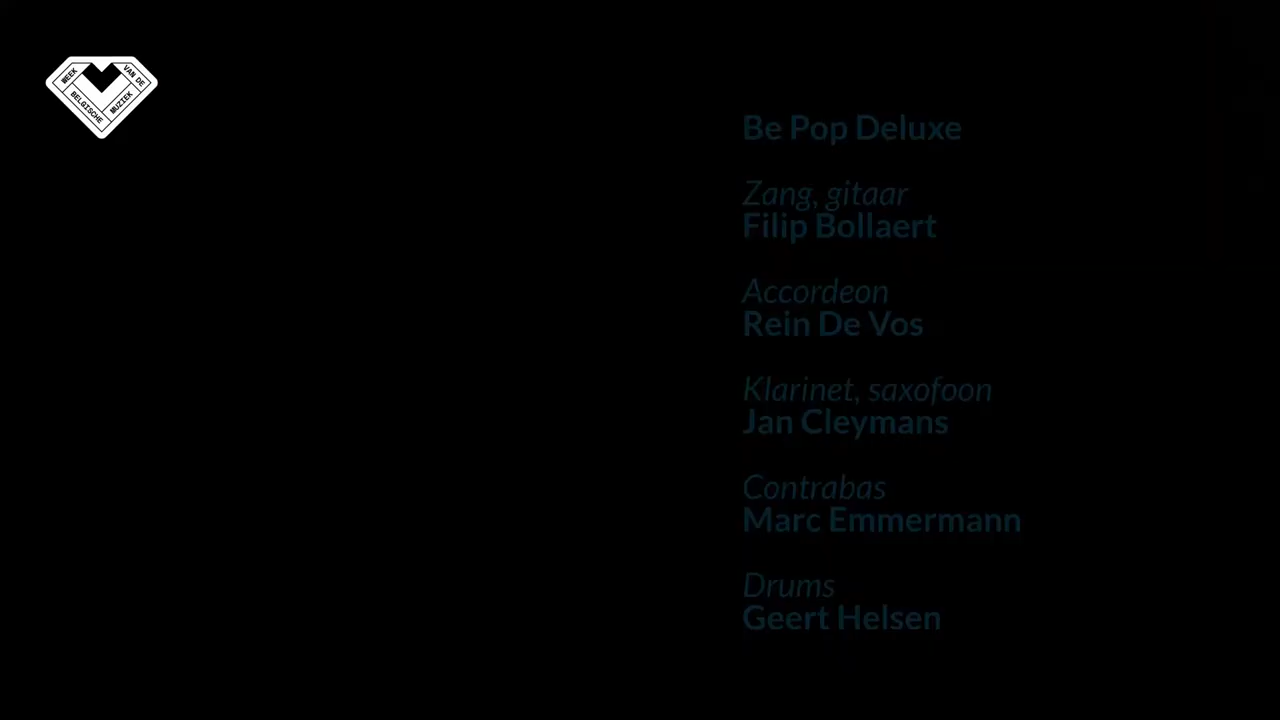 WEEK VAN DE
BELGISCHE MUZIEK
Be Pop Deluxe
Zang, gitaar
Filip Bollaert
Accordeon
Rein De Vos
Klarinet, saxofoon
Jan Cleymans
Contrabas
Marc Emmermann
Drums
Geert Helsen